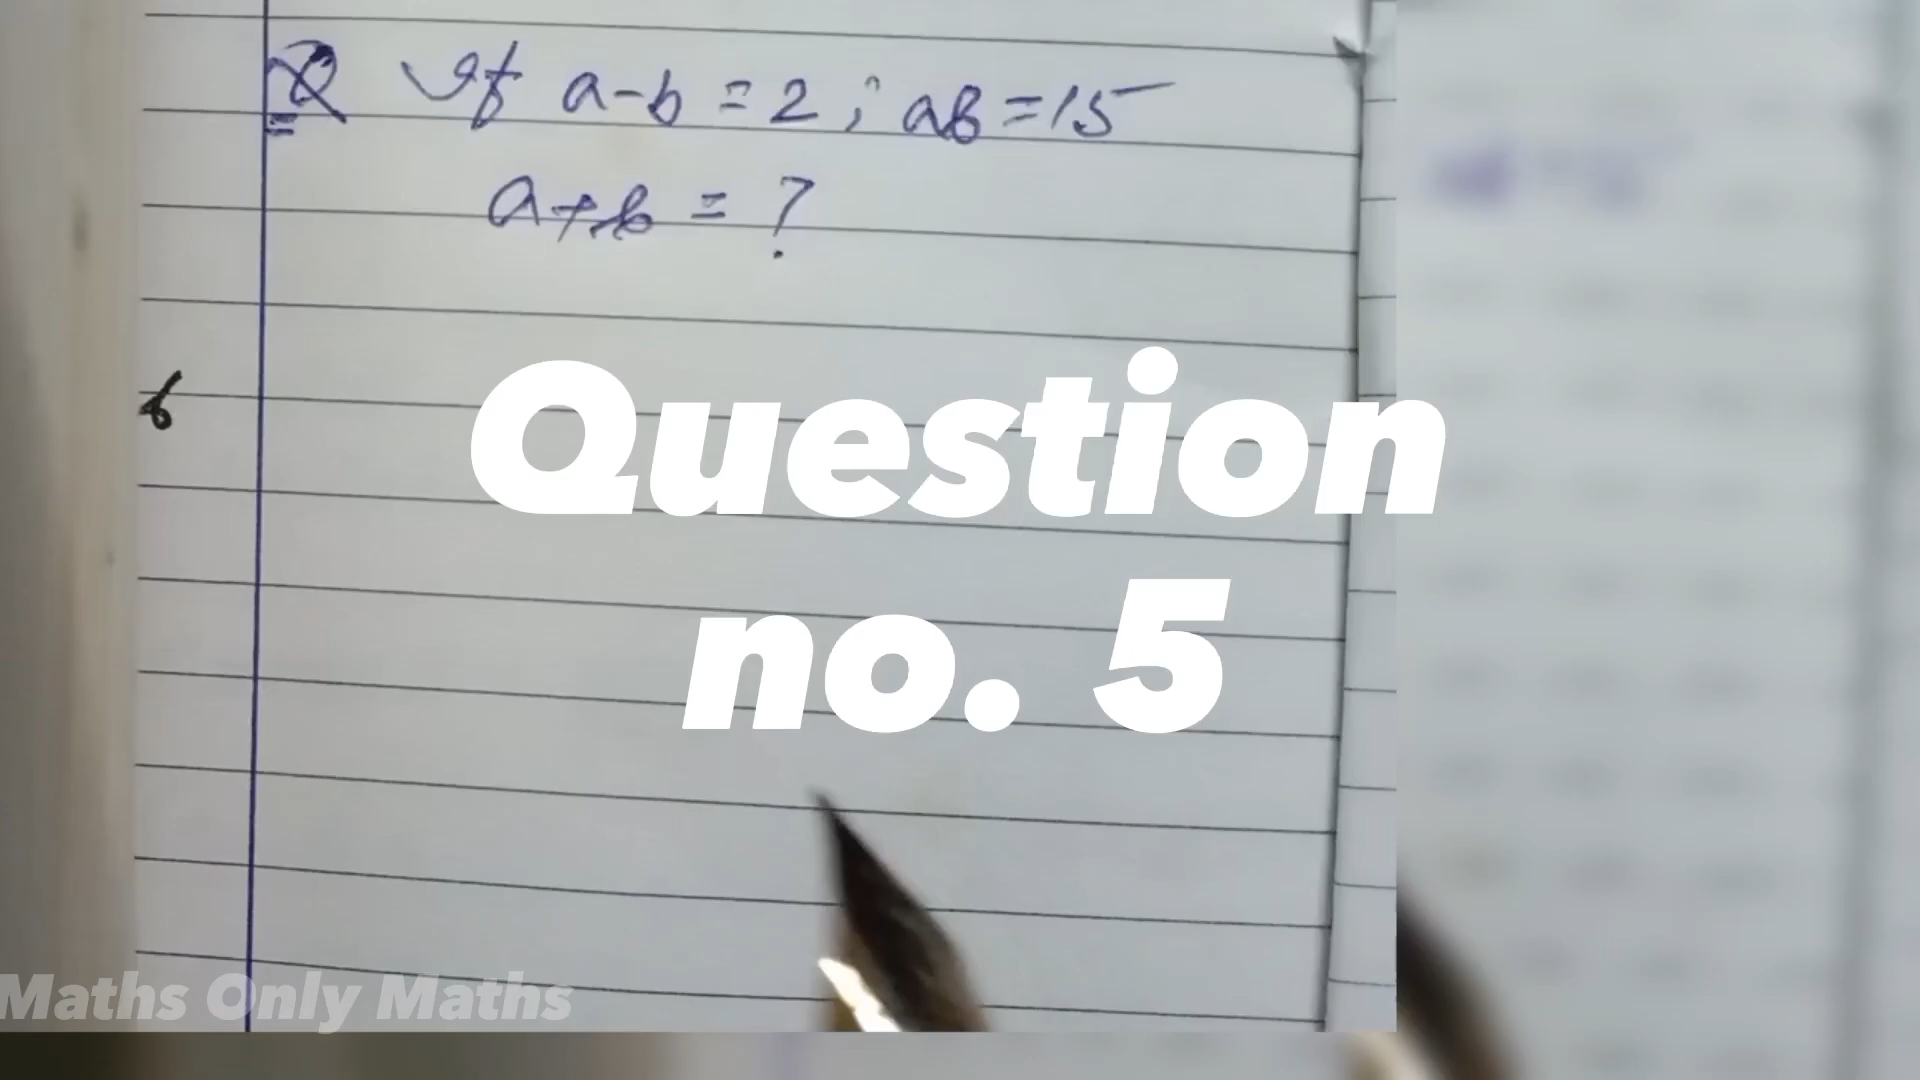 Q If a-b = 2 ; ab = 15
a+b = ?
Question
no. 5
Maths Only Maths